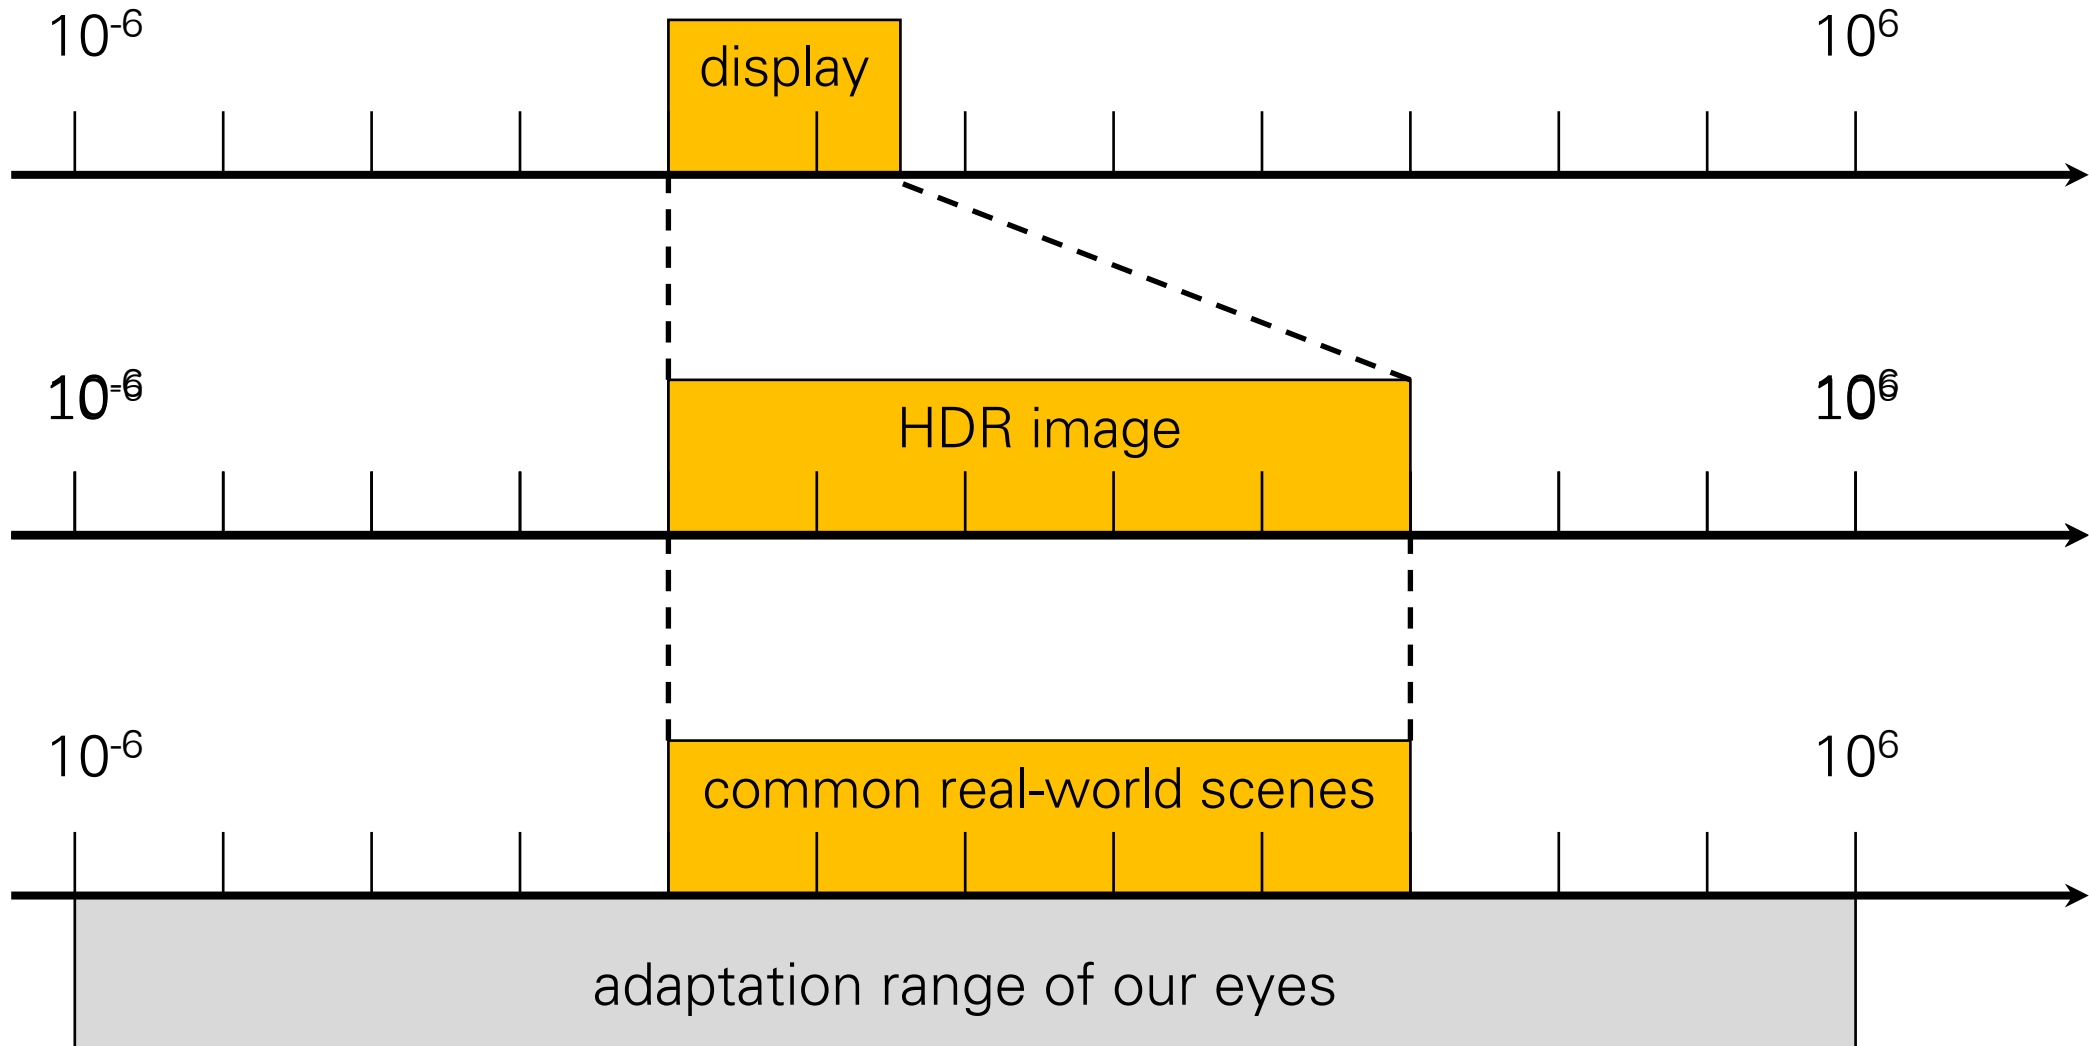 10⁻⁶ 10⁶
display
10⁻⁶ 10⁶
HDR image
10⁻⁶ 10⁶
common real-world scenes
adaptation range of our eyes